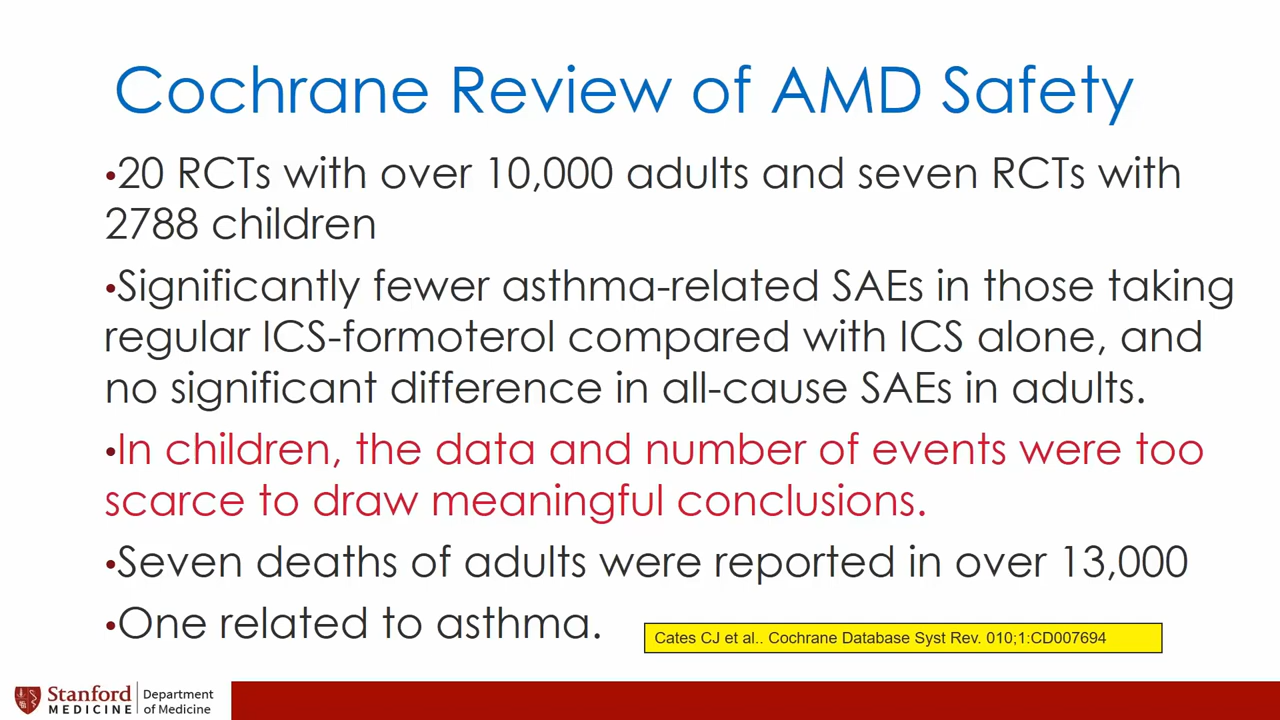 Cochrane Review of AMD Safety
•20 RCTs with over 10,000 adults and seven RCTs with
2788 children
•Significantly fewer asthma-related SAEs in those taking
regular ICS-formoterol compared with ICS alone, and
no significant difference in all-cause SAEs in adults.
•In children, the data and number of events were too
scarce to draw meaningful conclusions.
•Seven deaths of adults were reported in over 13,000
•One related to asthma.
Cates CJ et al.. Cochrane Database Syst Rev. 010;1:CD007694
Stanford
MEDICINE
Department
of Medicine